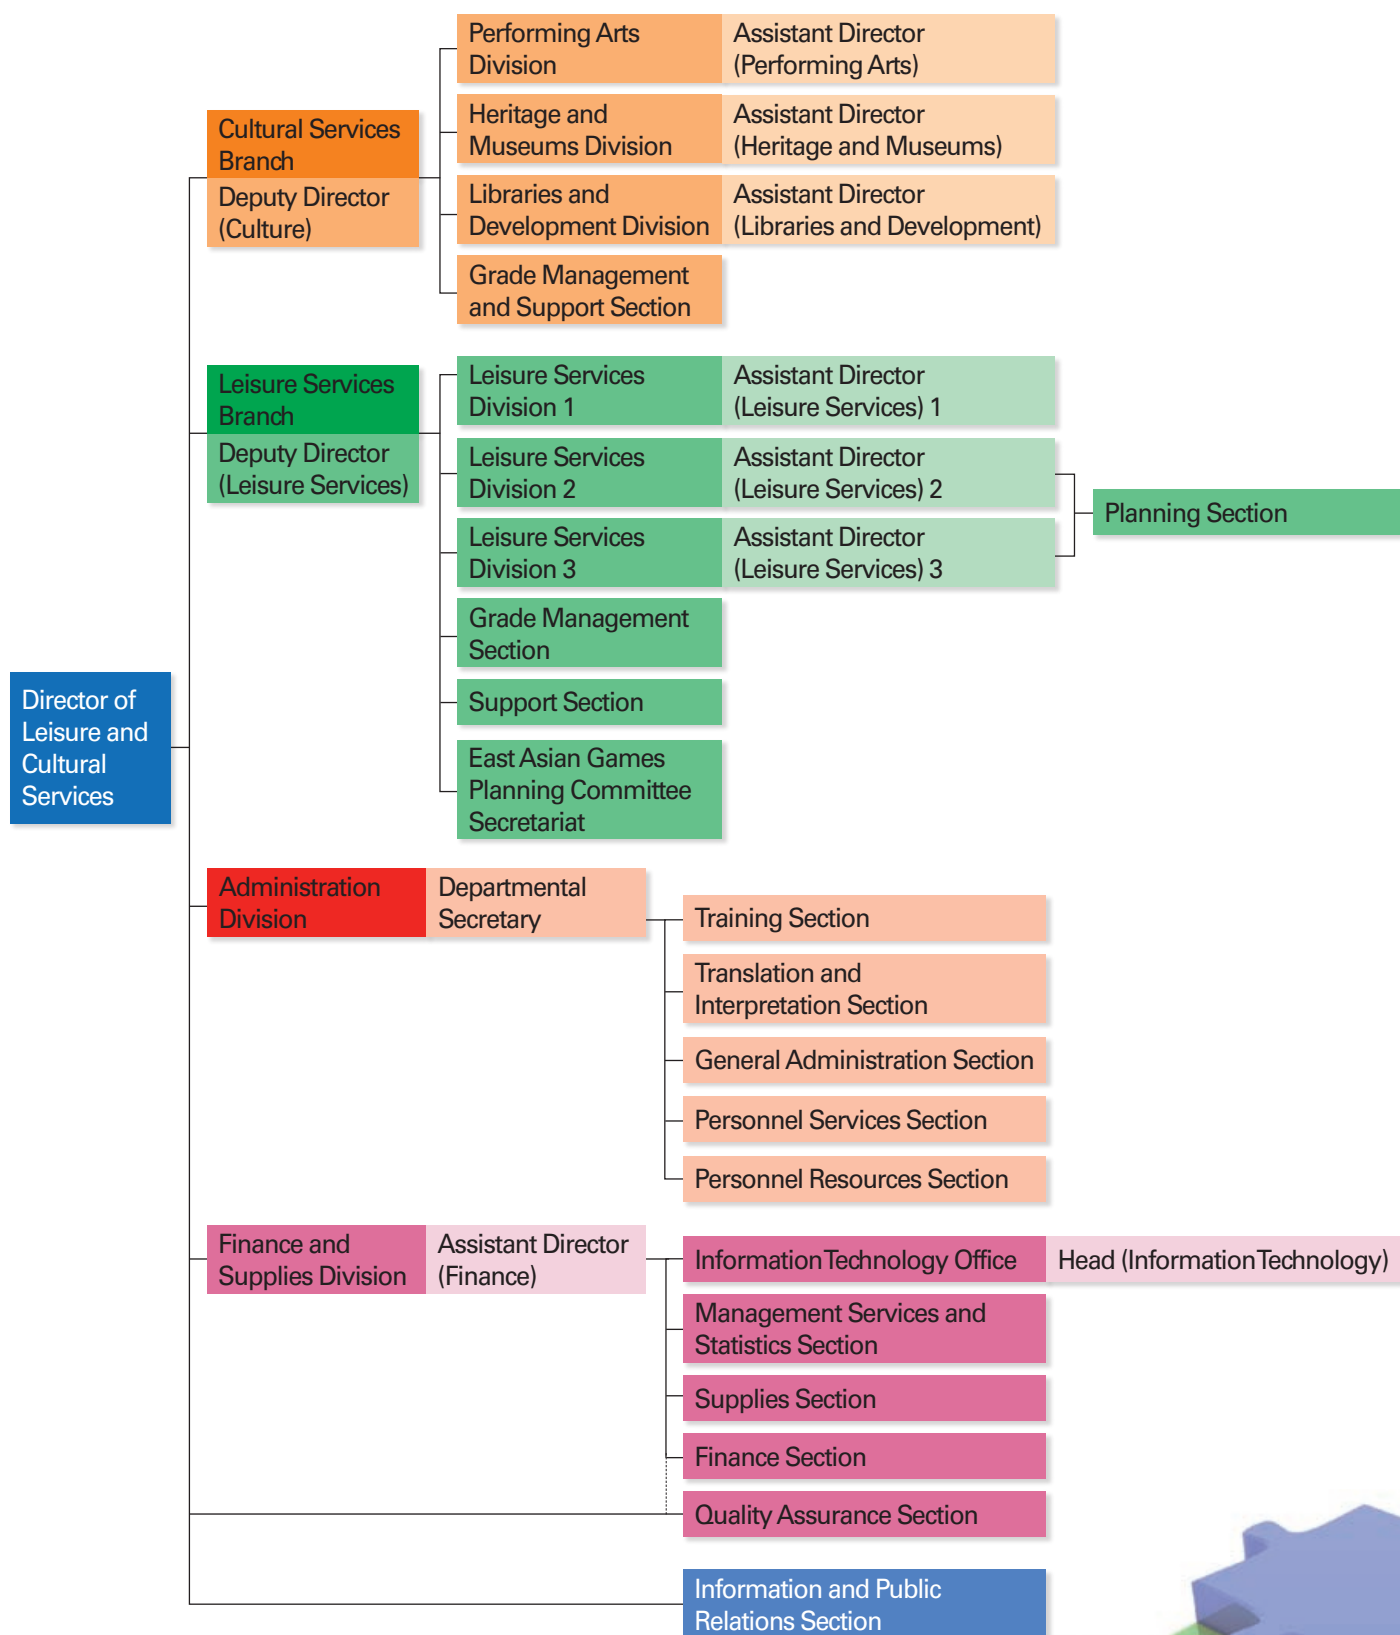 Performing Arts
Division
Assistant Director
(Performing Arts)
Heritage and
Museums Division
Assistant Director
(Heritage and Museums)
Cultural Services
Branch
Deputy Director
(Culture)
Libraries and
Development Division
Assistant Director
(Libraries and Development)
Grade Management
and Support Section
Leisure Services
Branch
Deputy Director
(Leisure Services)
Leisure Services
Division 1
Assistant Director
(Leisure Services) 1
Leisure Services
Division 2
Assistant Director
(Leisure Services) 2
Leisure Services
Division 3
Assistant Director
(Leisure Services) 3
Planning Section
Grade Management
Section
Support Section
East Asian Games
Planning Committee
Secretariat
Director of
Leisure and
Cultural
Services
Administration
Division
Departmental
Secretary
Training Section
Translation and
Interpretation Section
General Administration Section
Personnel Services Section
Personnel Resources Section
Finance and
Supplies Division
Assistant Director
(Finance)
Information Technology Office
Head (Information Technology)
Management Services and
Statistics Section
Supplies Section
Finance Section
Quality Assurance Section
Information and Public
Relations Section